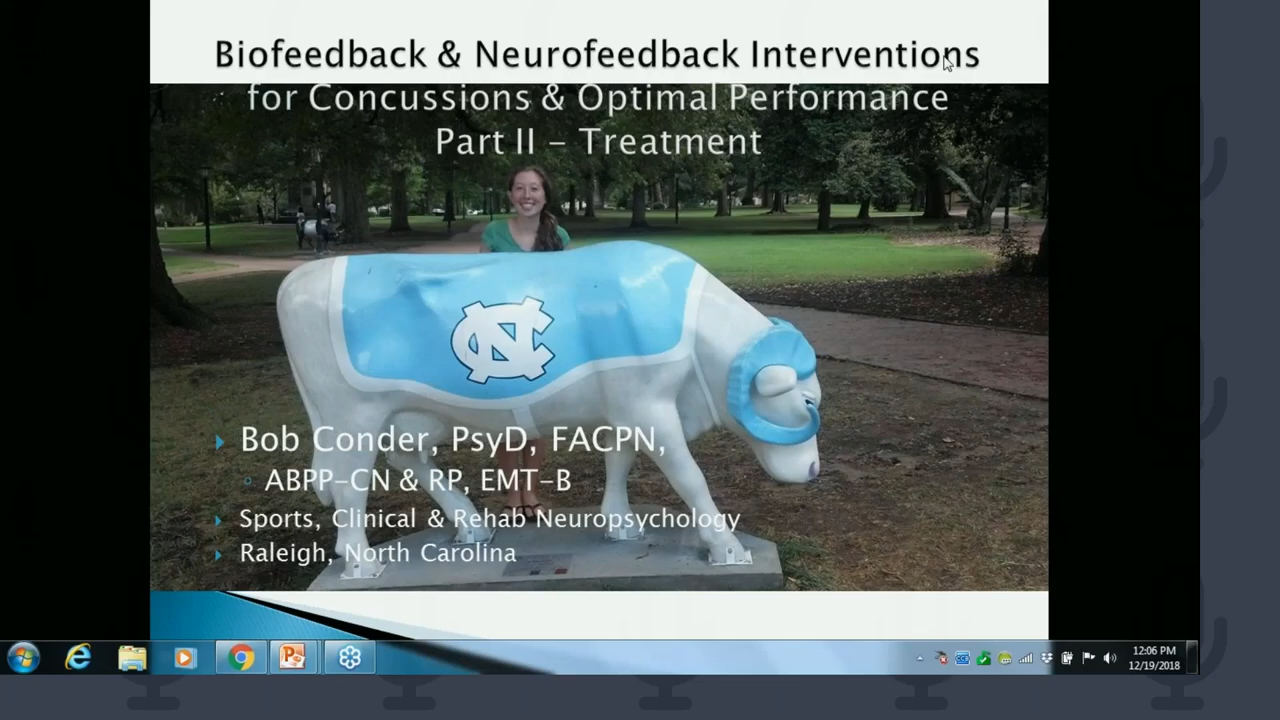 Biofeedback & Neurofeedback Interventions
for Concussions & Optimal Performance
Part II – Treatment
NC
Bob Conder, PsyD, FACPN,
ABPP-CN & RP, EMT-B
Sports, Clinical & Rehab Neuropsychology
Raleigh, North Carolina
12:06 PM
12/19/2018